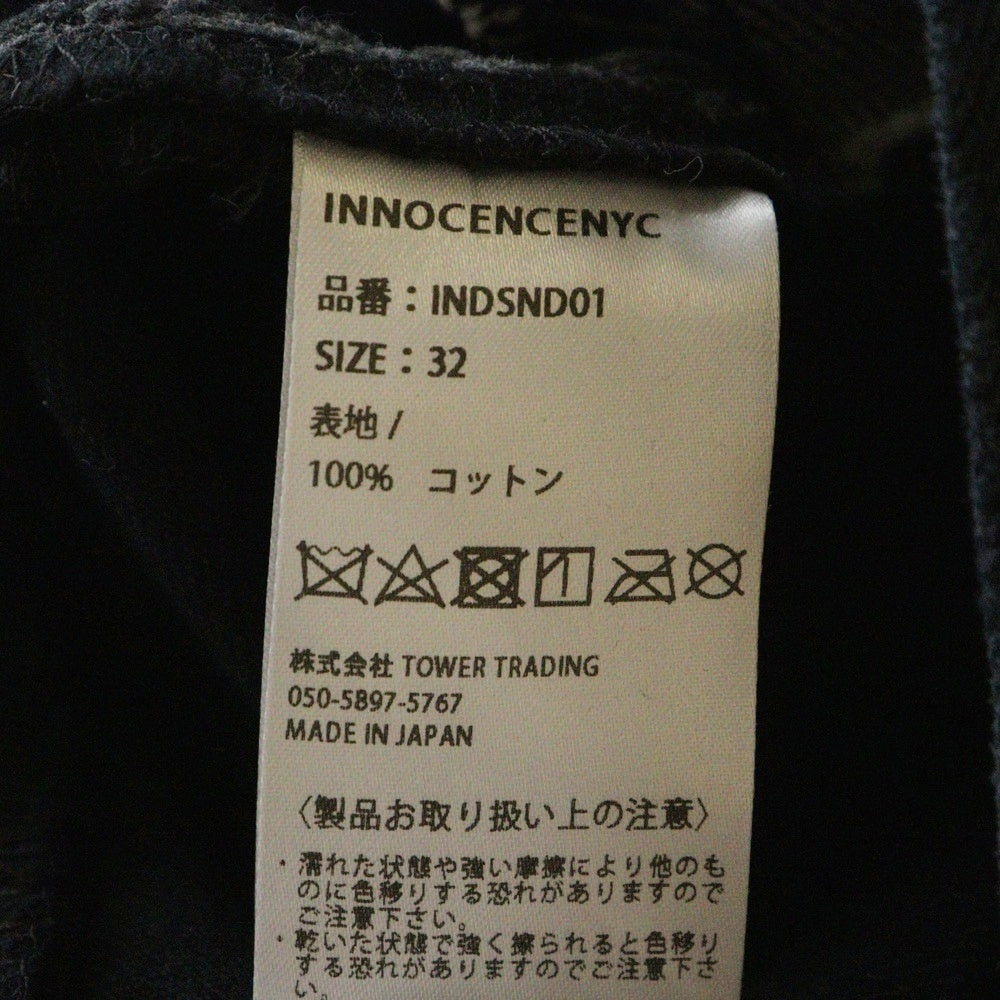 INNOCENCENYC
品番：INDSND01
SIZE：32
表地 /
100%　コットン
株式会社 TOWER TRADING
050-5897-5767
MADE IN JAPAN
〈製品お取り扱い上の注意〉
・濡れた状態や強い摩擦により他のも
のに色移りする恐れがありますので
ご注意下さい。
・乾いた状態で強く擦られると色移り
する恐れがありますのでご注意下さ
い。